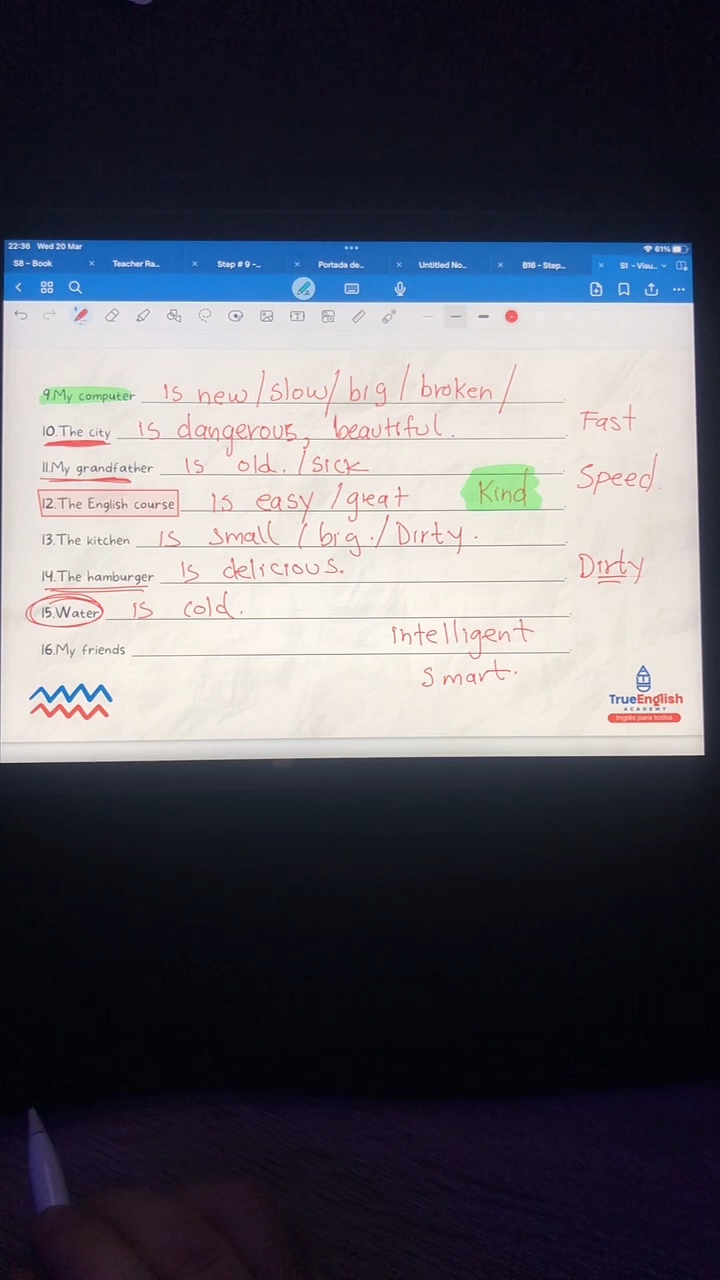 22:36 Wed 20 Mar 61%
S8 - Book × Teacher Ra... × Step # 9 -... × Portada de... × Untitled No... × B16 - Step... × S1 - Visu...
9.My computer is new / slow / big / broken /
Fast
10.The city is dangerous, beautiful.
11.My grandfather is old. / sick
Speed.
12.The English course is easy / great Kind
13.The kitchen is small / big. / Dirty.
14.The hamburger is delicious.
Dirty
15.Water is cold.
intelligent
16.My friends
smart.
TrueEnglish
ACADEMY
Inglés para todos